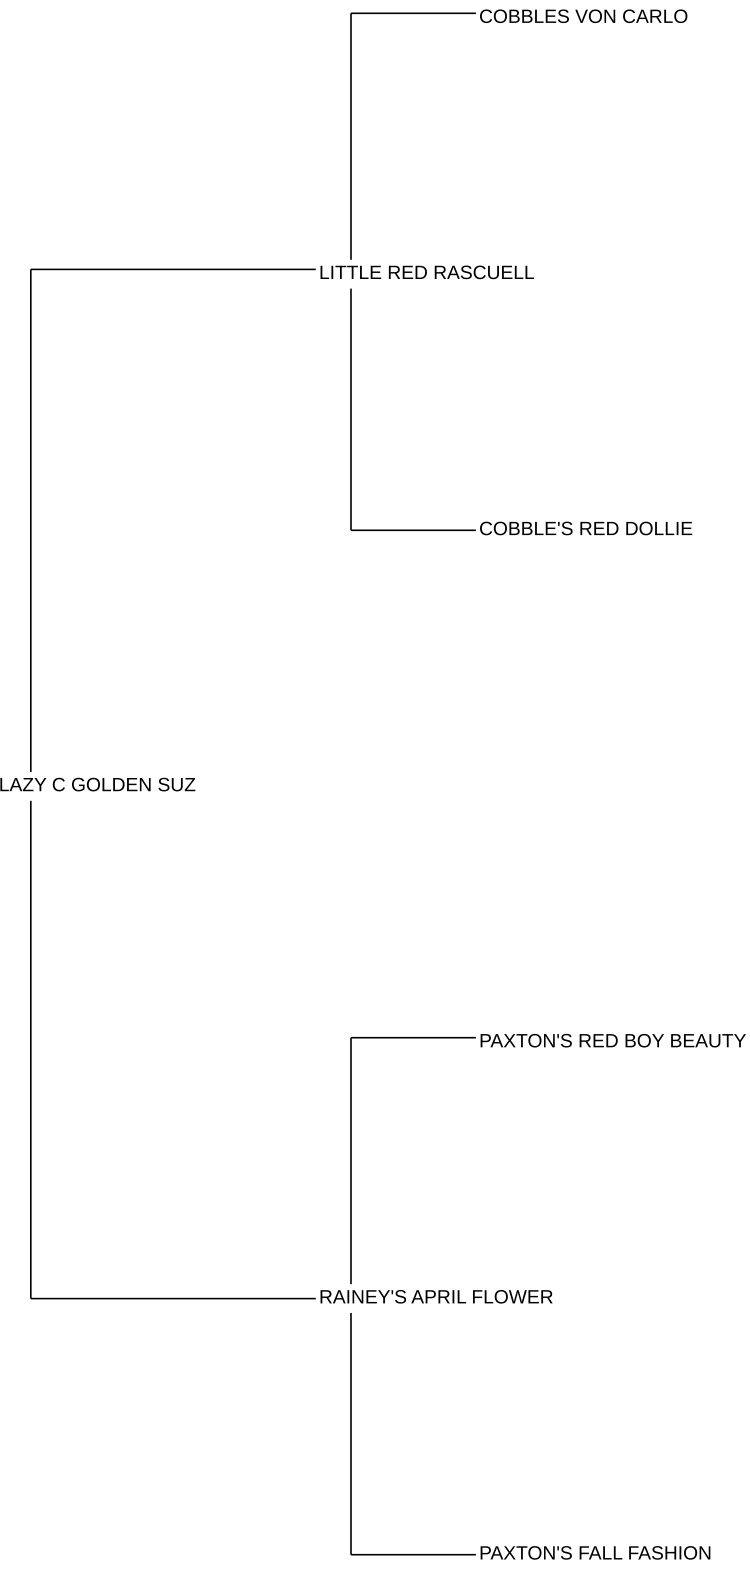 COBBLES VON CARLO
LITTLE RED RASCUELL
COBBLE'S RED DOLLIE
LAZY C GOLDEN SUZ
PAXTON'S RED BOY BEAUTY
RAINEY'S APRIL FLOWER
PAXTON'S FALL FASHION